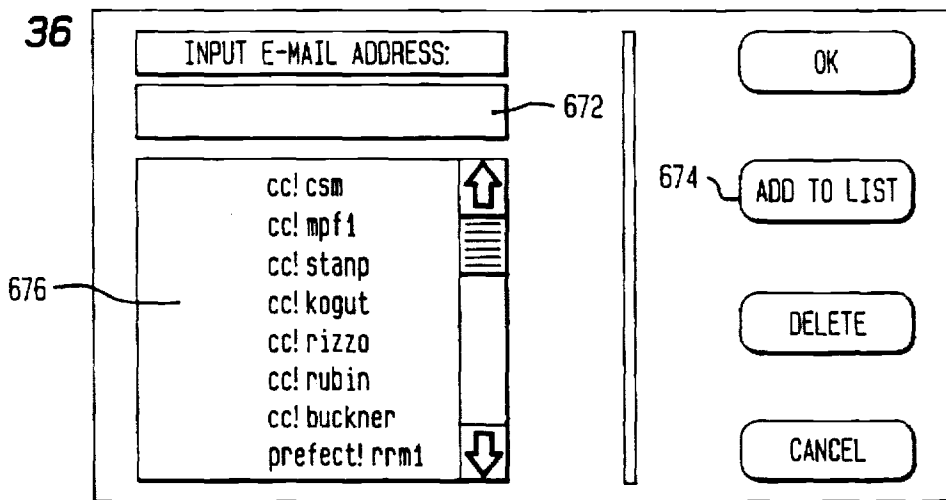 36
INPUT E-MAIL ADDRESS:
672
cc!csm
cc!mpf1
cc!stanp
cc!kogut
cc!rizzo
cc!rubin
cc!buckner
prefect!rrm1
676
OK
674
ADD TO LIST
DELETE
CANCEL